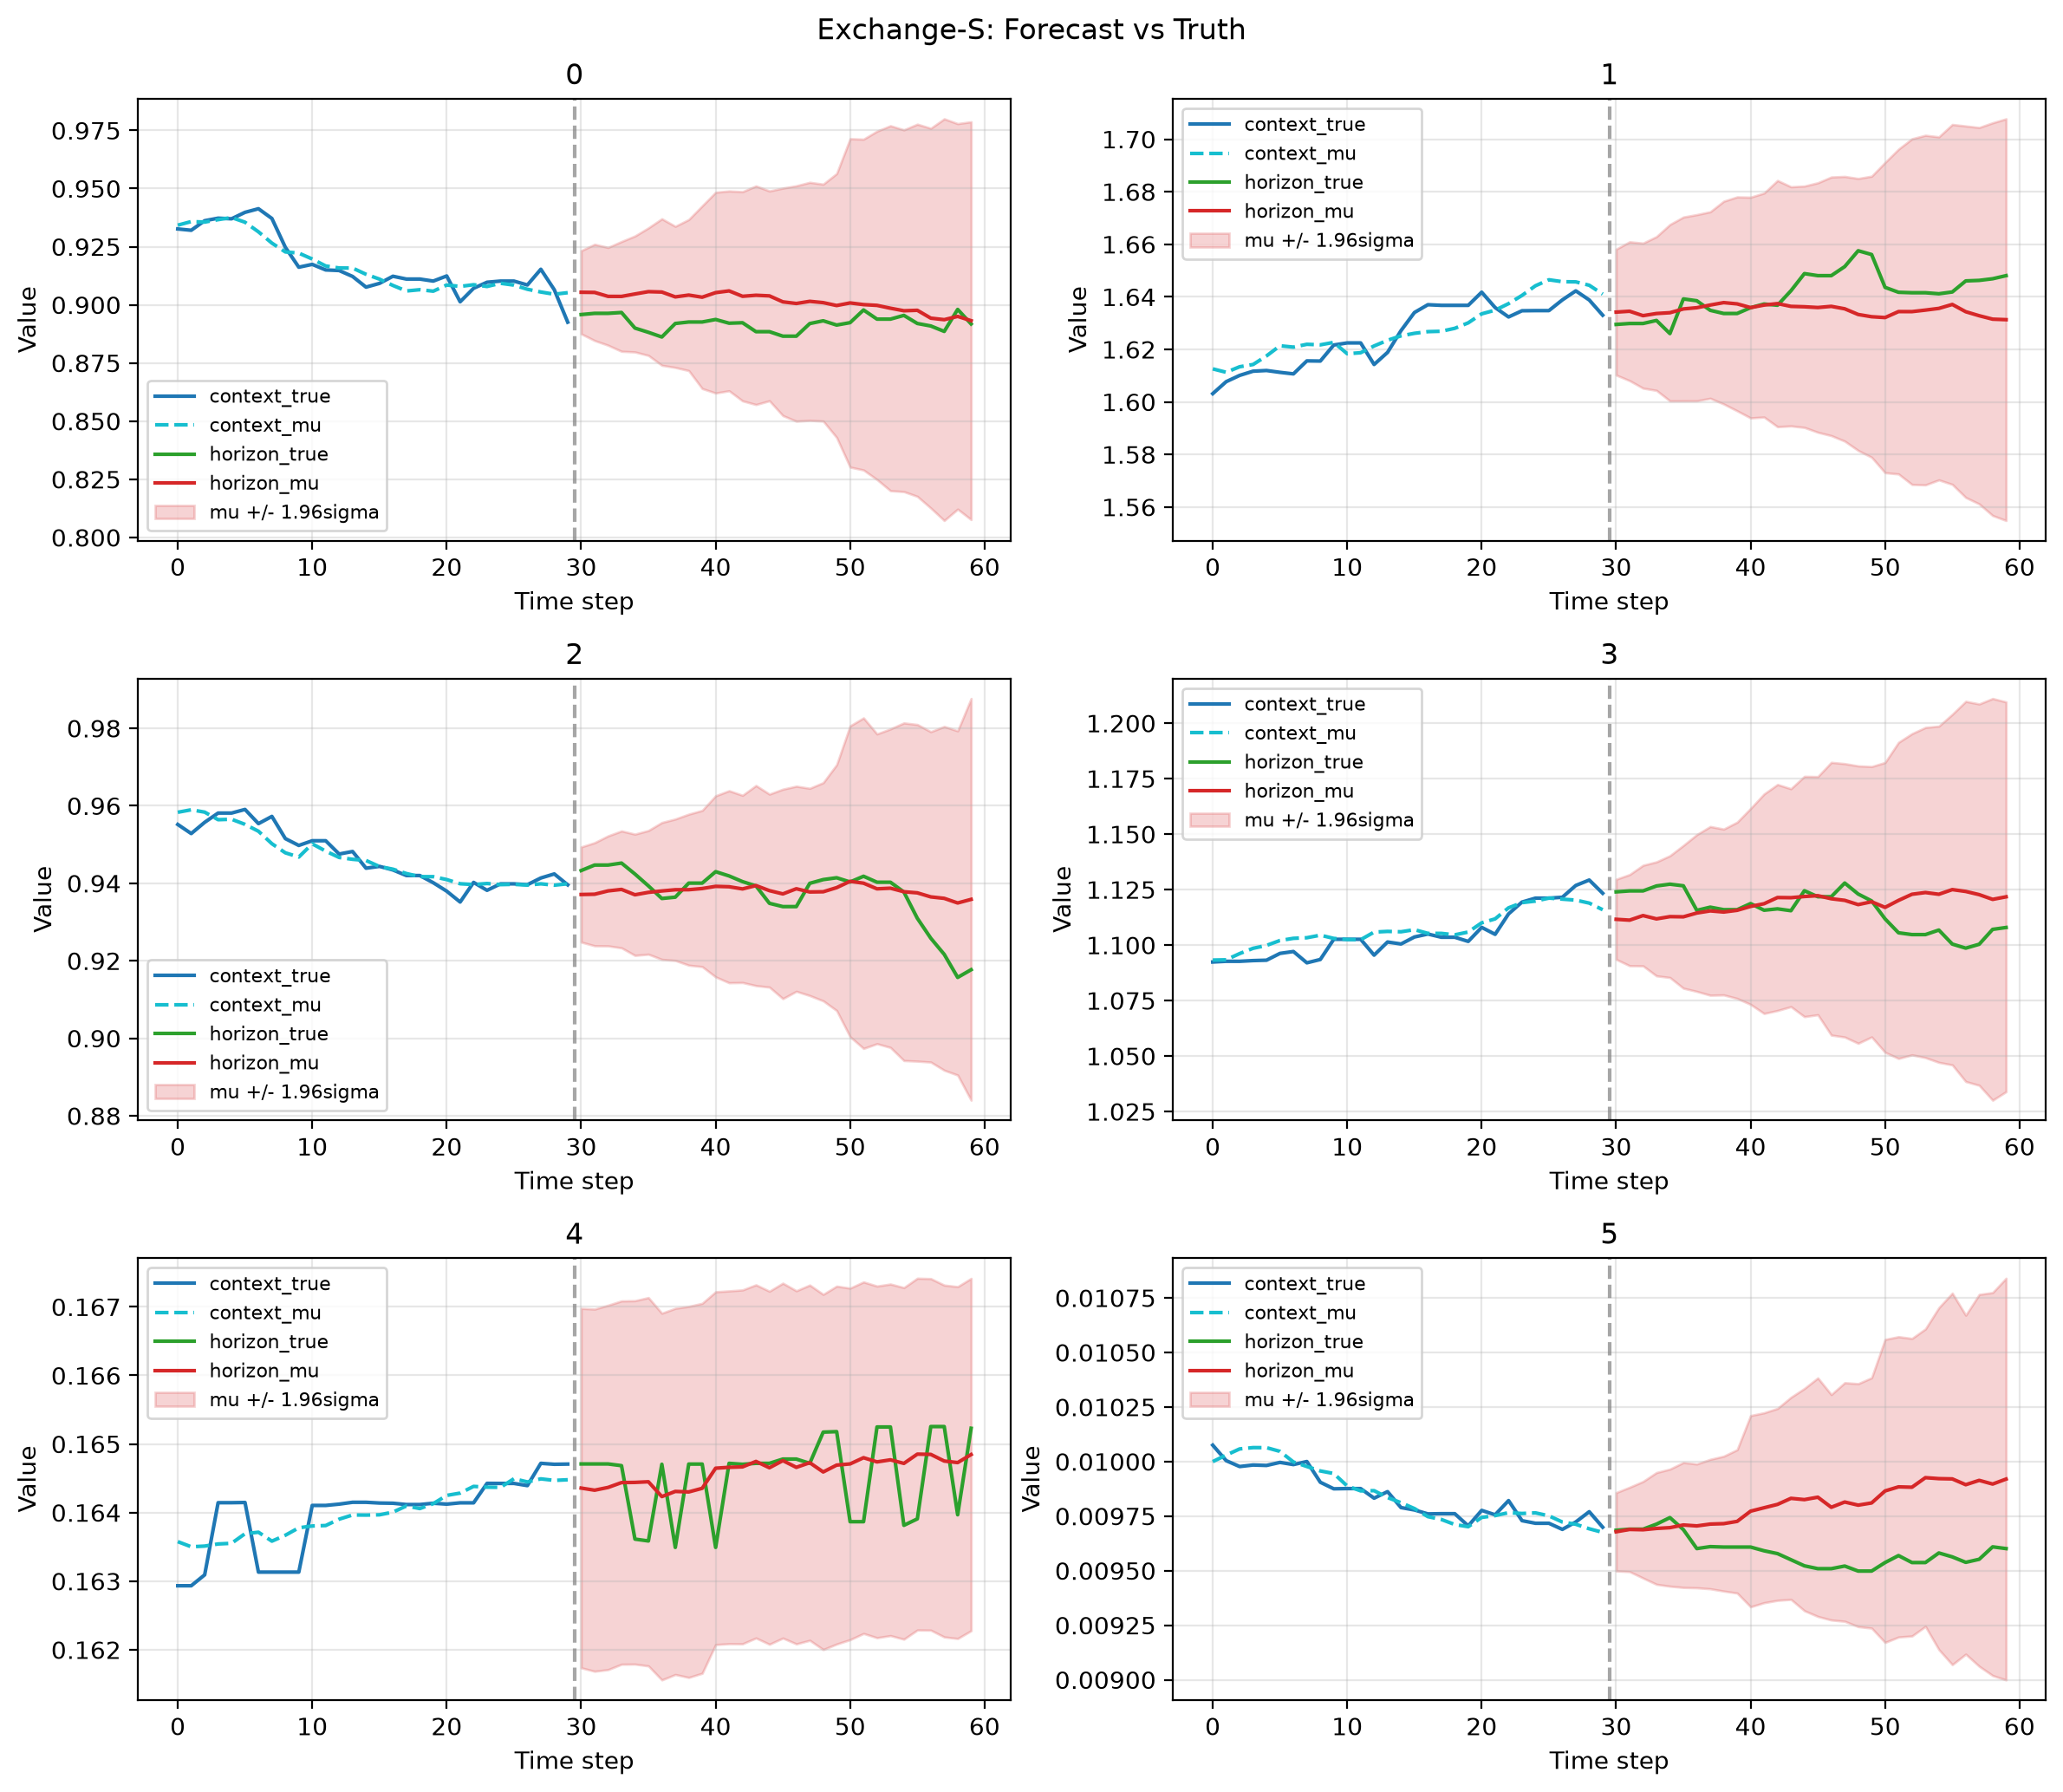 Exchange-S: Forecast vs Truth
0
0.975
0.950
0.925
0.900
0.875
0.850
0.825
0.800
Value
context_true
context_mu
horizon_true
horizon_mu
mu +/- 1.96sigma
0 10 20 30 40 50 60
Time step
1
1.70
1.68
1.66
1.64
1.62
1.60
1.58
1.56
Value
context_true
context_mu
horizon_true
horizon_mu
mu +/- 1.96sigma
0 10 20 30 40 50 60
Time step
2
0.98
0.96
0.94
0.92
0.90
0.88
Value
context_true
context_mu
horizon_true
horizon_mu
mu +/- 1.96sigma
0 10 20 30 40 50 60
Time step
3
1.200
1.175
1.150
1.125
1.100
1.075
1.050
1.025
Value
context_true
context_mu
horizon_true
horizon_mu
mu +/- 1.96sigma
0 10 20 30 40 50 60
Time step
4
0.167
0.166
0.165
0.164
0.163
0.162
Value
context_true
context_mu
horizon_true
horizon_mu
mu +/- 1.96sigma
0 10 20 30 40 50 60
Time step
5
0.01075
0.01050
0.01025
0.01000
0.00975
0.00950
0.00925
0.00900
Value
context_true
context_mu
horizon_true
horizon_mu
mu +/- 1.96sigma
0 10 20 30 40 50 60
Time step